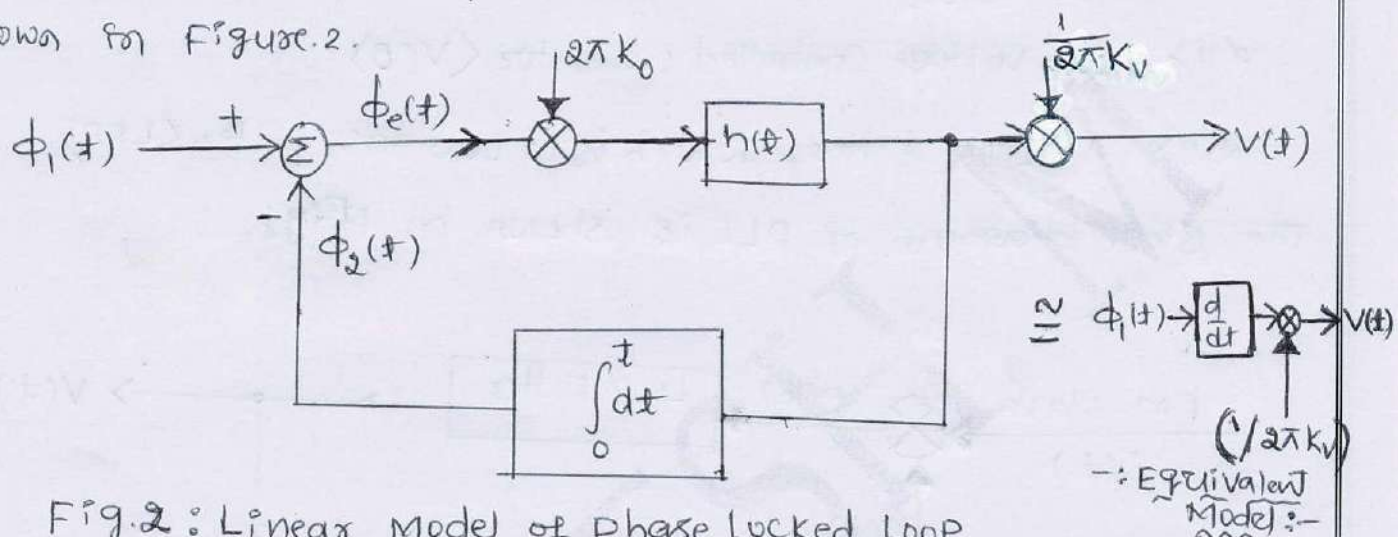 own in Figure.2.
2πK₀
1/2πKᵥ
ϕ₁(t)
+
Σ
ϕₑ(t)
h(t)
V(t)
-
ϕ₂(t)
∫₀ᵗ dt
≅ ϕ₁(t) d/dt V(t)
(1/2πKᵥ)
-: Equivalent
Model :-
Fig.2: Linear Model of phase locked loop